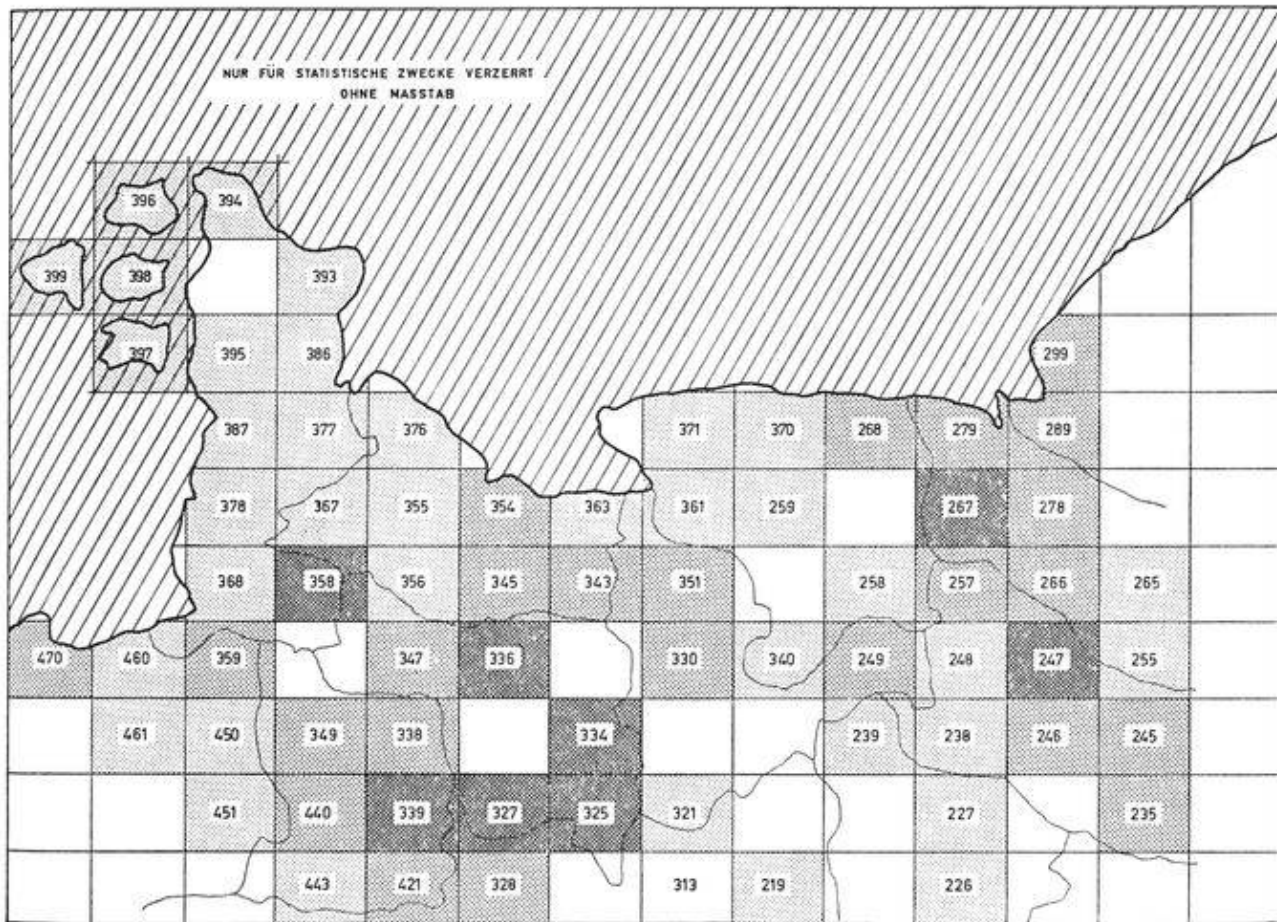 NUR FÜR STATISTISCHE ZWECKE VERZERRT
OHNE MASSTAB
396 394
399 398 393
397 395 386 299
387 377 376 371 370 268 279 289
378 367 355 354 363 361 259 267 278
368 358 356 345 343 351 258 257 266 265
470 460 359 347 336 330 340 249 248 247 255
461 450 349 338 334 239 238 246 245
451 440 339 327 325 321 227 235
443 421 328 313 219 226